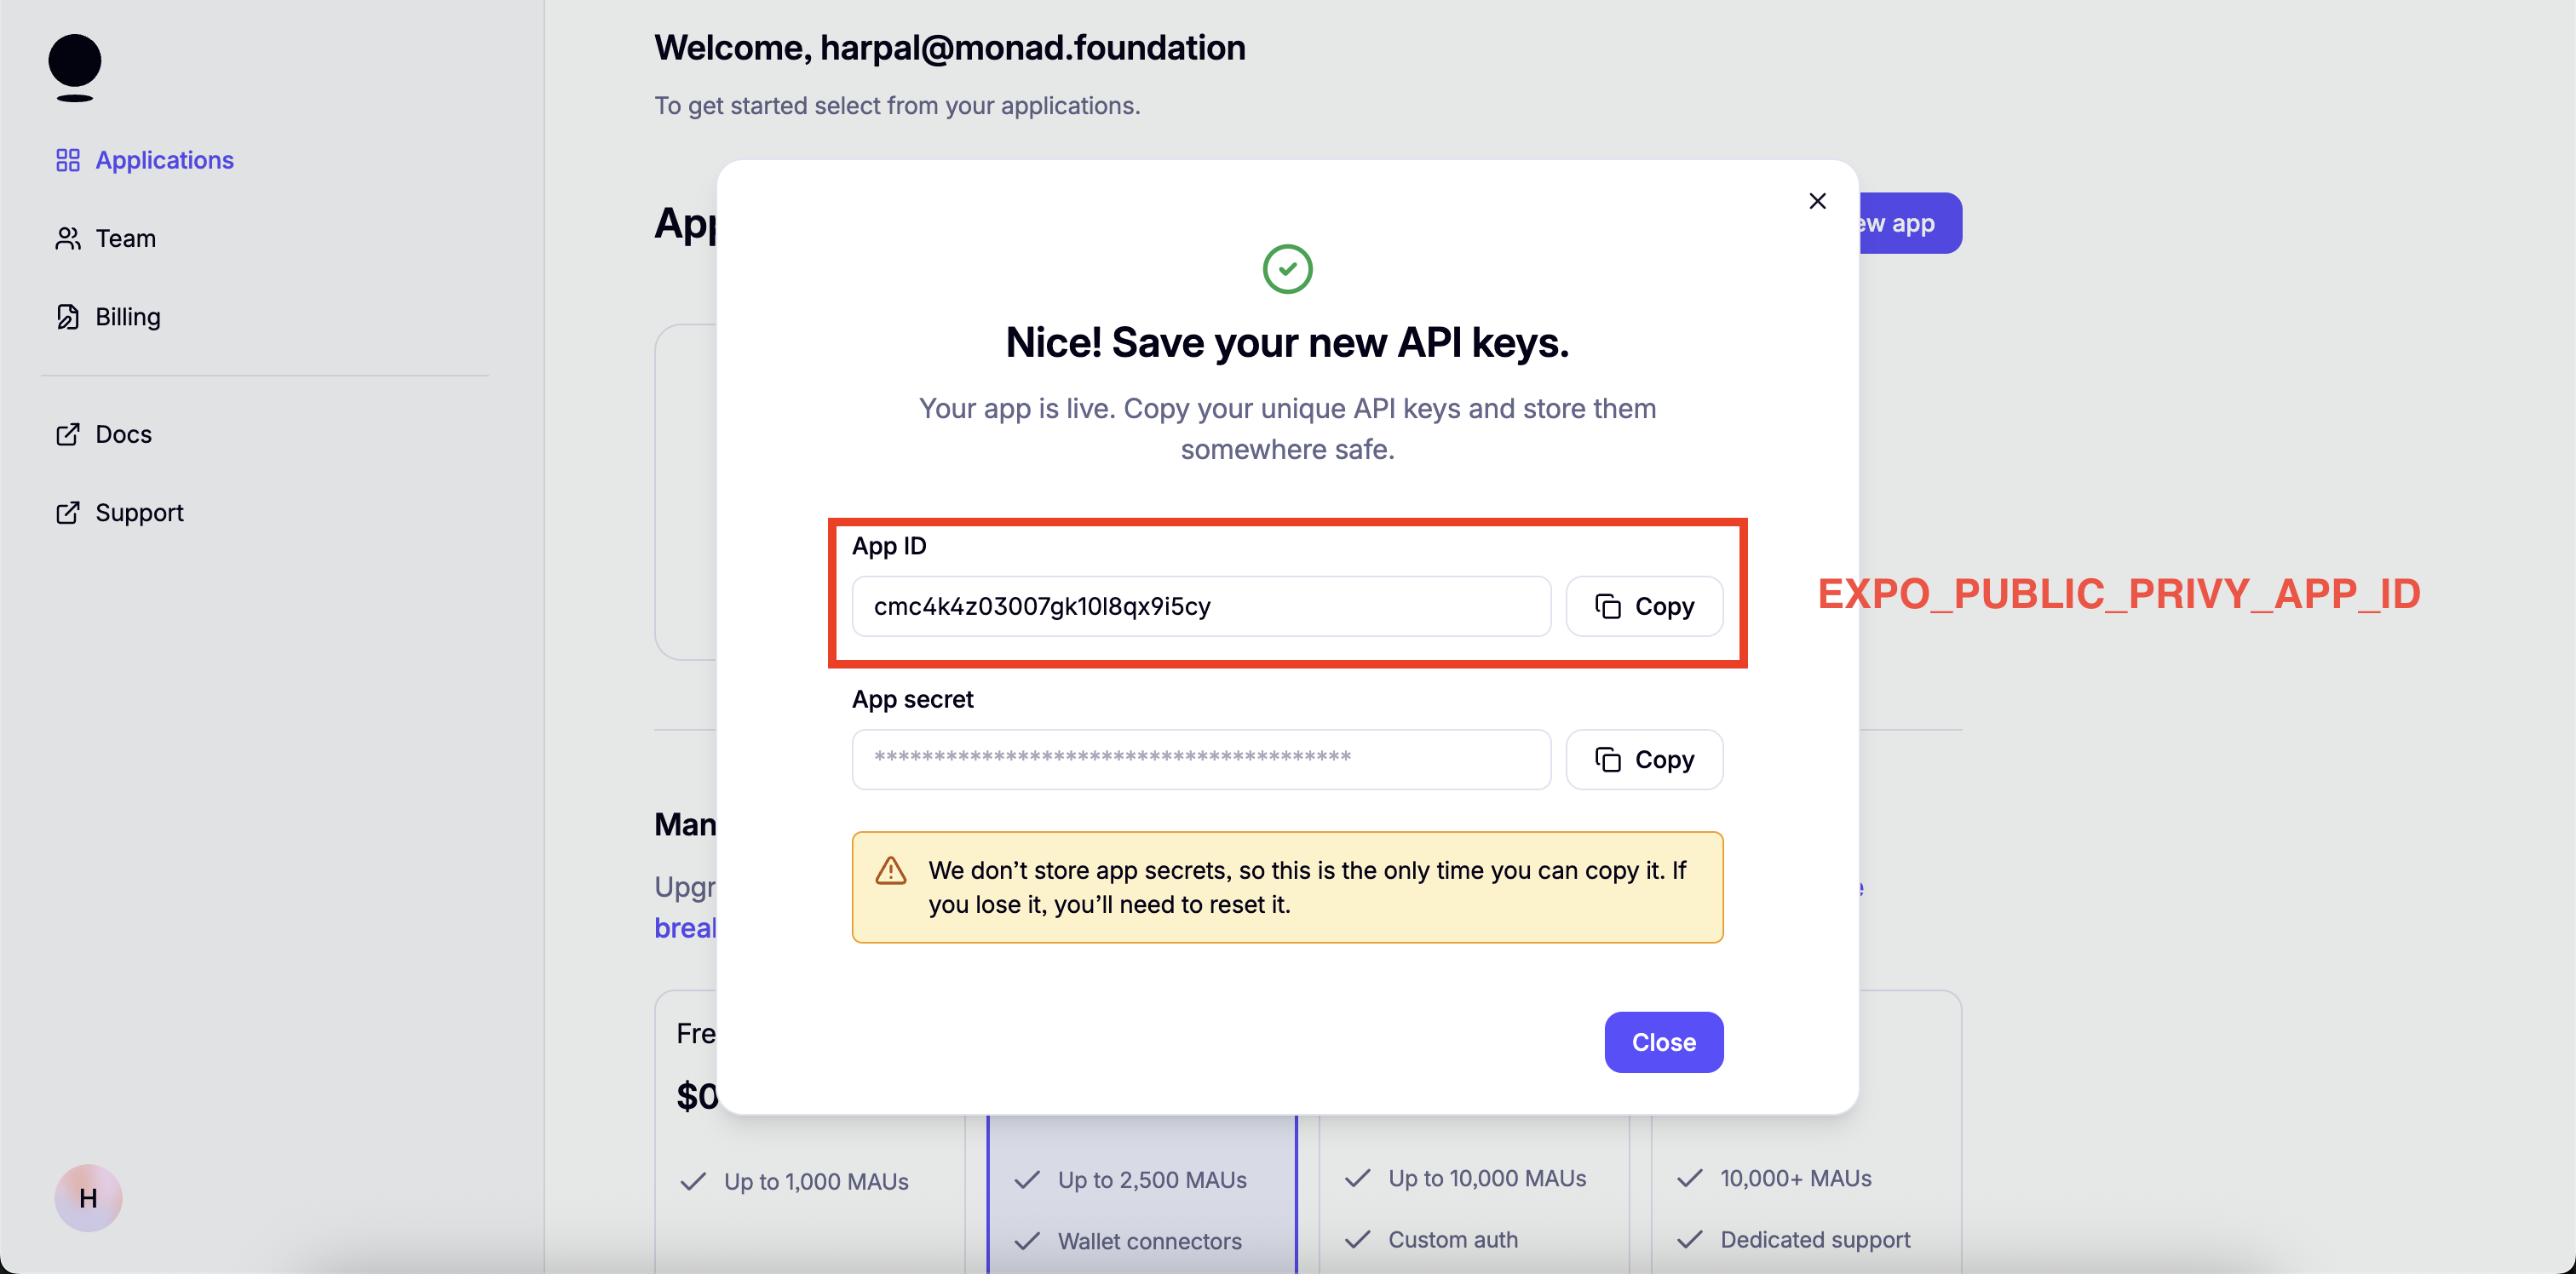 Welcome, harpal@monad.foundation
To get started select from your applications.
Applications
Team
Billing
Docs
Support
H
App
ew app
Nice! Save your new API keys.
Your app is live. Copy your unique API keys and store them
somewhere safe.
App ID
cmc4k4z03007gk10l8qx9i5cy
Copy
EXPO_PUBLIC_PRIVY_APP_ID
App secret
****************************************
Copy
We don’t store app secrets, so this is the only time you can copy it. If
you lose it, you’ll need to reset it.
Close
Man
Upgr
e
break
Fre
$0
Up to 1,000 MAUs
Up to 2,500 MAUs
Wallet connectors
Up to 10,000 MAUs
Custom auth
10,000+ MAUs
Dedicated support